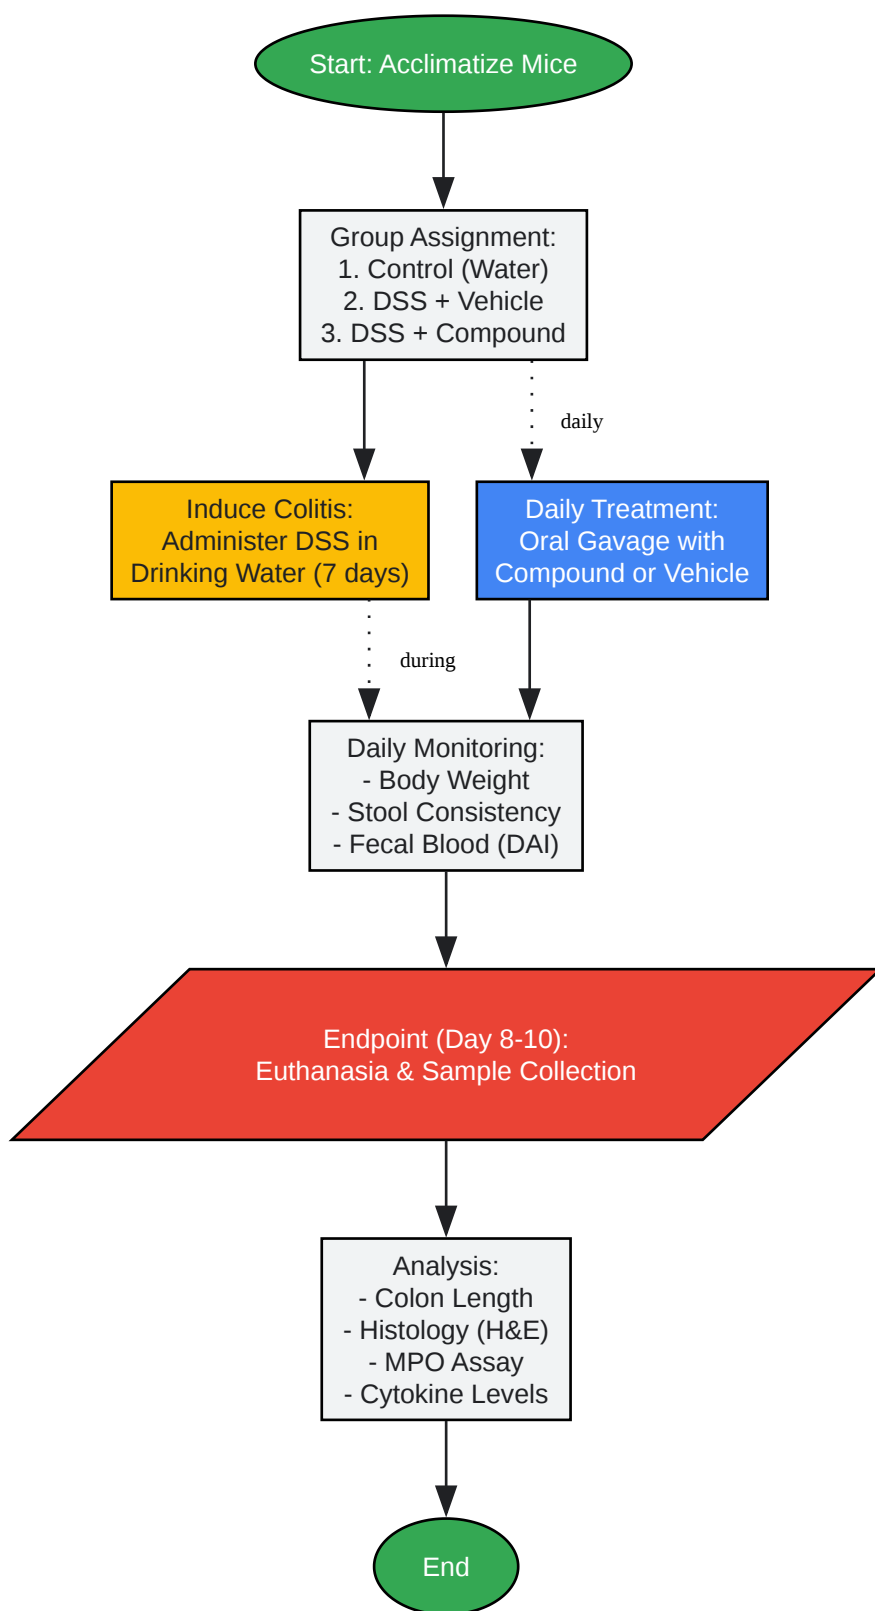 Start: Acclimatize Mice
Group Assignment:
1. Control (Water)
2. DSS + Vehicle
3. DSS + Compound
daily
Induce Colitis:
Administer DSS in
Drinking Water (7 days)
Daily Treatment:
Oral Gavage with
Compound or Vehicle
during
Daily Monitoring:
- Body Weight
- Stool Consistency
- Fecal Blood (DAI)
Endpoint (Day 8-10):
Euthanasia & Sample Collection
Analysis:
- Colon Length
- Histology (H&E)
- MPO Assay
- Cytokine Levels
End